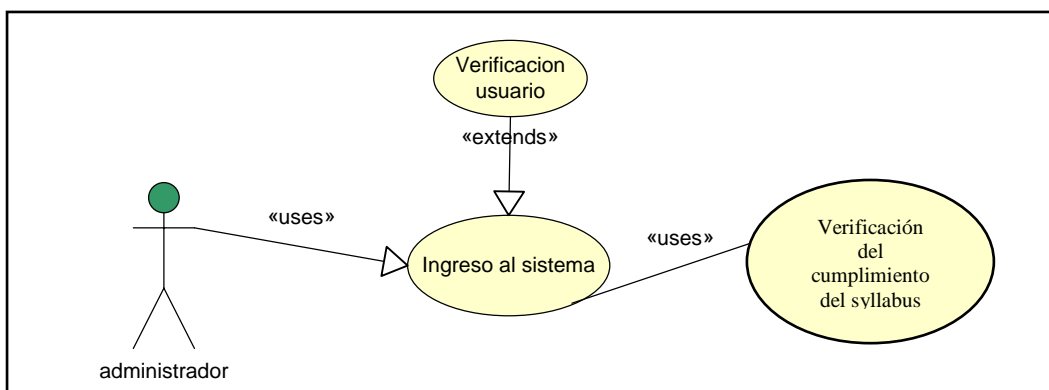 Verificacion
usuario
«extends»
«uses»
Ingreso al sistema
«uses»
Verificación
del
cumplimiento
del syllabus
administrador